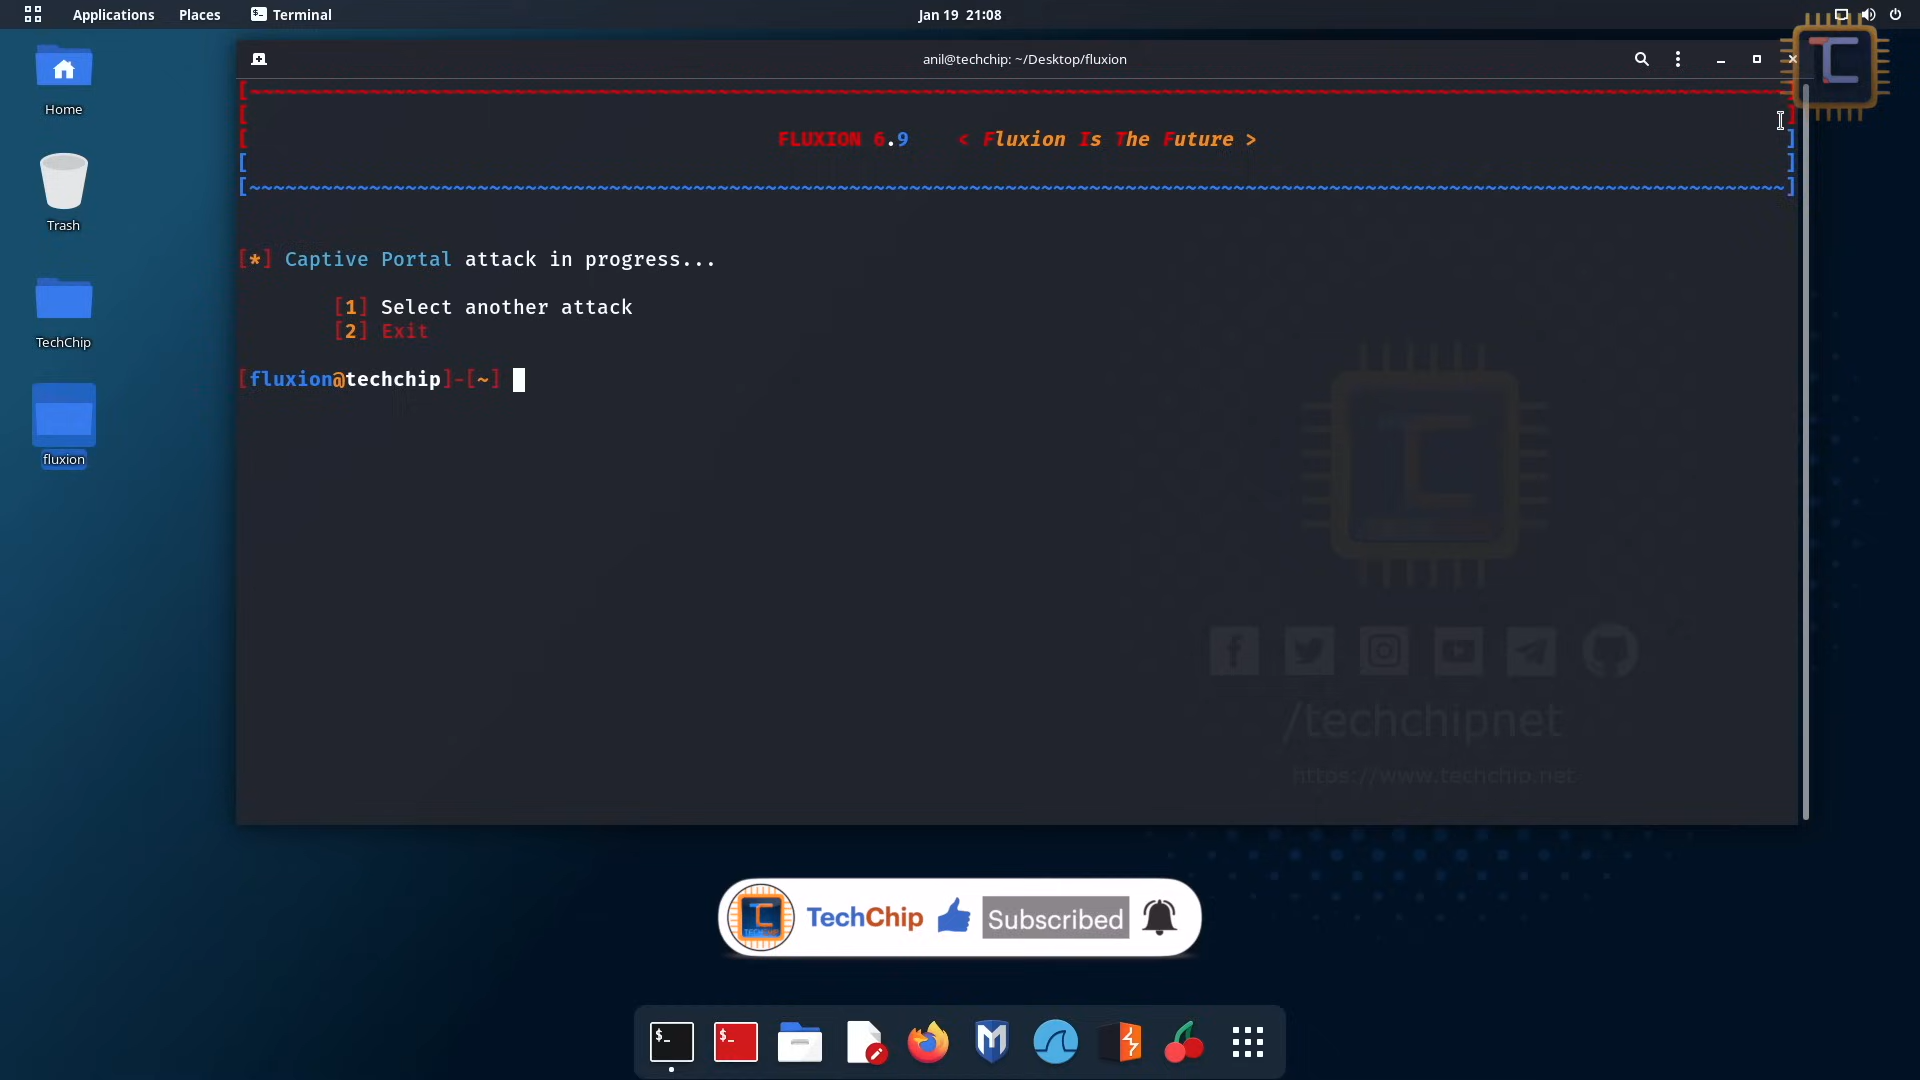 Applications Places Terminal Jan 19 21:08
anil@techchip: ~/Desktop/fluxion
Home
Trash
TechChip
fluxion
[~~~~~~~~~~~~~~~~~~~~~~~~~~~~~~~~~~~~~~~~~~~~~~~~~~~~~~~~~~~~~~~~~~~~~~~~~~~~~~~~~~~~~~~~~~~~~~~~~~~~~~~~~~~~~~~~~~~~~~~~~~~~~~~~]
[ ]
[ FLUXION 6.9 < Fluxion Is The Future > ]
[ ]
[~~~~~~~~~~~~~~~~~~~~~~~~~~~~~~~~~~~~~~~~~~~~~~~~~~~~~~~~~~~~~~~~~~~~~~~~~~~~~~~~~~~~~~~~~~~~~~~~~~~~~~~~~~~~~~~~~~~~~~~~~~~~~~~~]
[*] Captive Portal attack in progress...
[1] Select another attack
[2] Exit
[fluxion@techchip]-[~]
/techchipnet
https://www.techchip.net
TechChip Subscribed